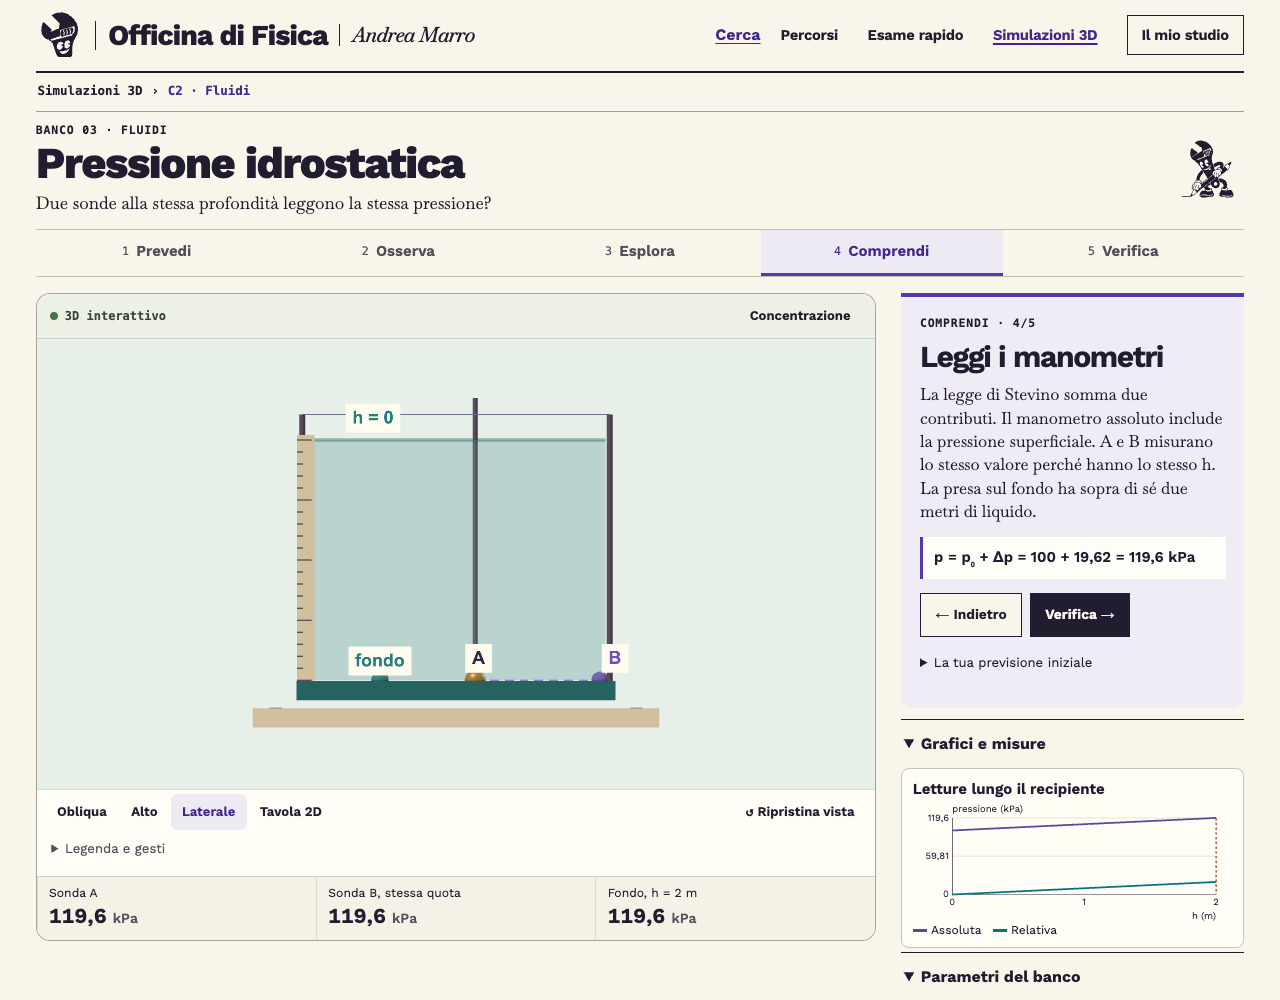 Officina di Fisica
Andrea Marro
Cerca
Percorsi
Esame rapido
Simulazioni 3D
Il mio studio
Simulazioni 3D › C2 · Fluidi
BANCO 03 · FLUIDI
Pressione idrostatica
Due sonde alla stessa profondità leggono la stessa pressione?
1 Prevedi
2 Osserva
3 Esplora
4 Comprendi
5 Verifica
3D interattivo
Concentrazione
h = 0
fondo
A
B
Obliqua
Alto
Laterale
Tavola 2D
↺ Ripristina vista
▶ Legenda e gesti
Sonda A
119,6 kPa
Sonda B, stessa quota
119,6 kPa
Fondo, h = 2 m
119,6 kPa
COMPRENDI · 4/5
Leggi i manometri
La legge di Stevino somma due
contributi. Il manometro assoluto include
la pressione superficiale. A e B misurano
lo stesso valore perché hanno lo stesso h.
La presa sul fondo ha sopra di sé due
metri di liquido.
p = p₀ + Δp = 100 + 19,62 = 119,6 kPa
← Indietro
Verifica →
▶ La tua previsione iniziale
▼ Grafici e misure
Letture lungo il recipiente
pressione (kPa)
119,6
59,81
0
0
1
2
h (m)
Assoluta
Relativa
▼ Parametri del banco